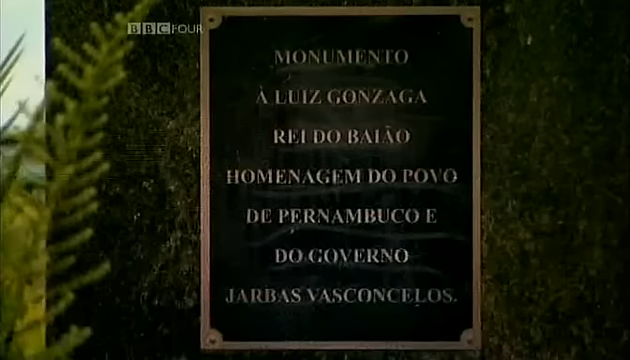 BBC FOUR
MONUMENTO
À LUIZ GONZAGA
REI DO BAIÃO
HOMENAGEM DO POVO
DE PERNAMBUCO E
DO GOVERNO
JARBAS VASCONCELOS.